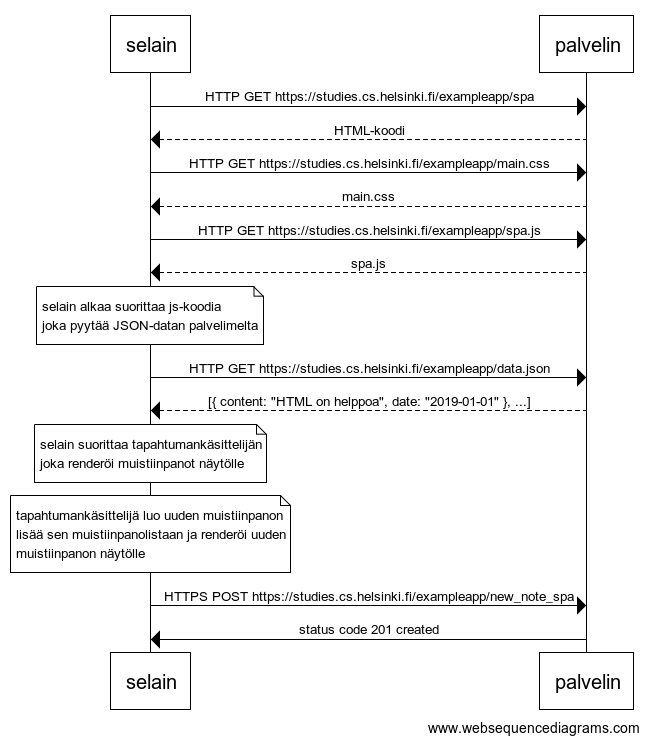 selain
palvelin
HTTP GET https://studies.cs.helsinki.fi/exampleapp/spa
HTML-koodi
HTTP GET https://studies.cs.helsinki.fi/exampleapp/main.css
main.css
HTTP GET https://studies.cs.helsinki.fi/exampleapp/spa.js
spa.js
selain alkaa suorittaa js-koodia
joka pyytää JSON-datan palvelimelta
HTTP GET https://studies.cs.helsinki.fi/exampleapp/data.json
[{ content: "HTML on helppoa", date: "2019-01-01" }, ...]
selain suorittaa tapahtumankäsittelijän
joka renderöi muistiinpanot näytölle
tapahtumankäsittelijä luo uuden muistiinpanon
lisää sen muistiinpanolistaan ja renderöi uuden
muistiinpanon näytölle
HTTPS POST https://studies.cs.helsinki.fi/exampleapp/new_note_spa
status code 201 created
selain
palvelin
www.websequencediagrams.com